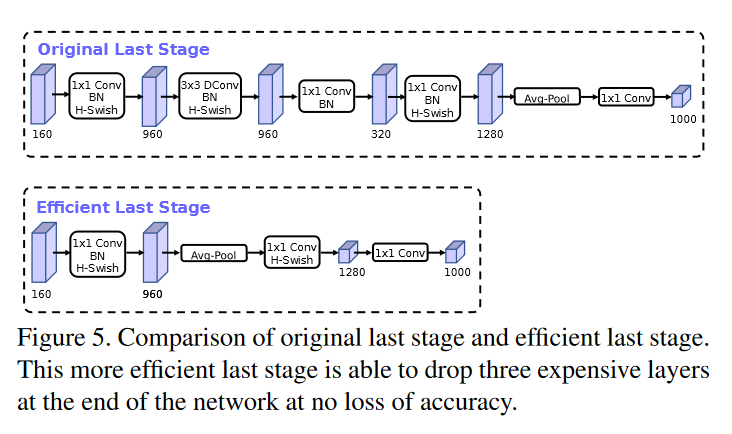 Original Last Stage
1x1 Conv
BN
H-Swish
3x3 DConv
BN
H-Swish
1x1 Conv
BN
1x1 Conv
BN
H-Swish
Avg-Pool
1x1 Conv
160
960
960
320
1280
1000
Efficient Last Stage
1x1 Conv
BN
H-Swish
Avg-Pool
1x1 Conv
H-Swish
1x1 Conv
160
960
1280
1000
Figure 5. Comparison of original last stage and efficient last stage.
This more efficient last stage is able to drop three expensive layers
at the end of the network at no loss of accuracy.